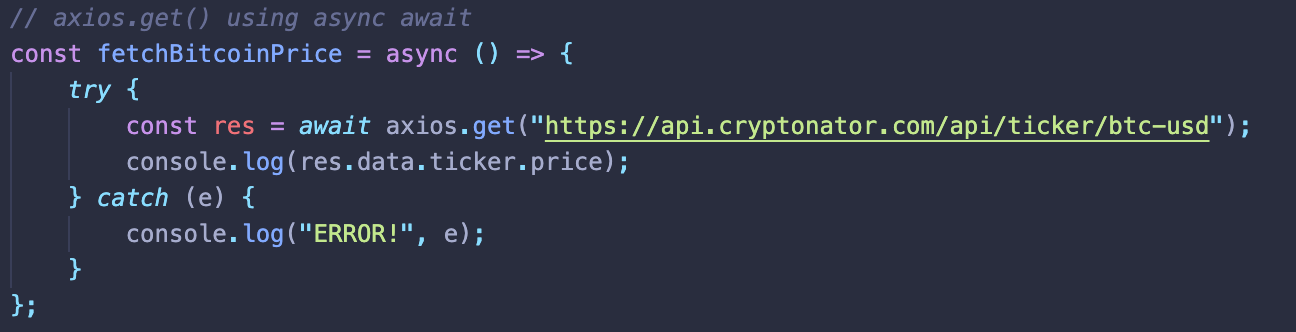 // axios.get() using async await
const fetchBitcoinPrice = async () => {
    try {
        const res = await axios.get("https://api.cryptonator.com/api/ticker/btc-usd");
        console.log(res.data.ticker.price);
    } catch (e) {
        console.log("ERROR!", e);
    }
};